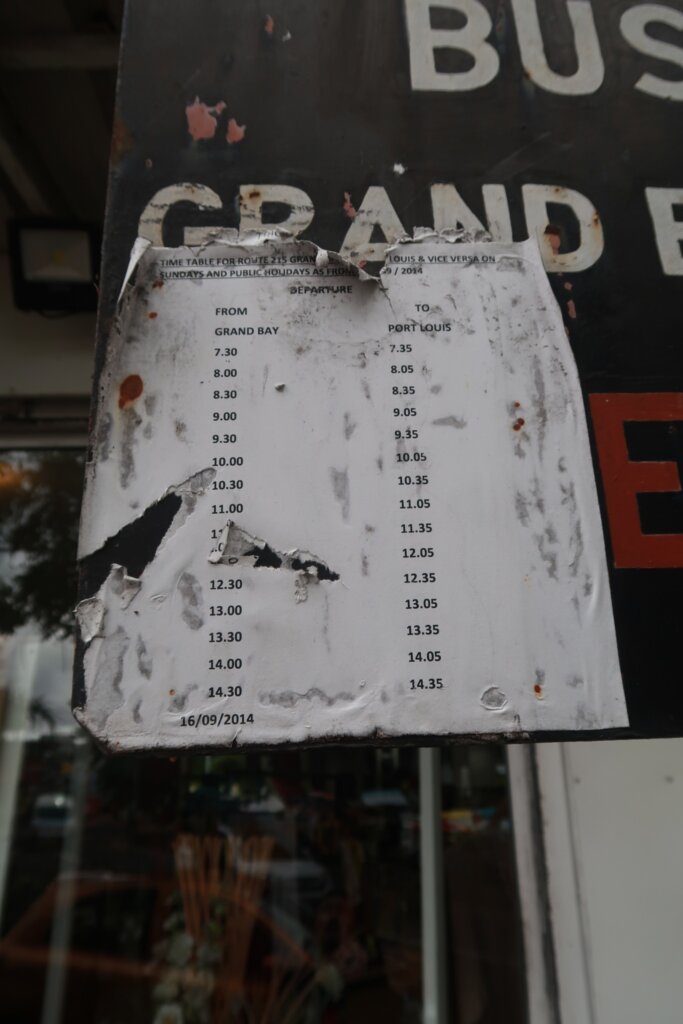 BUS
GRAND
TIME TABLE FOR ROUTE 215 GRAN LOUIS & VICE VERSA ON
SUNDAYS AND PUBLIC HOLIDAYS AS FROM 9 / 2014
DEPARTURE
FROM TO
GRAND BAY PORT LOUIS
7.30 7.35
8.00 8.05
8.30 8.35
9.00 9.05
9.30 9.35
10.00 10.05
10.30 10.35
11.00 11.05
11.35
12.05
12.30 12.35
13.00 13.05
13.30 13.35
14.00 14.05
14.30 14.35
16/09/2014
E